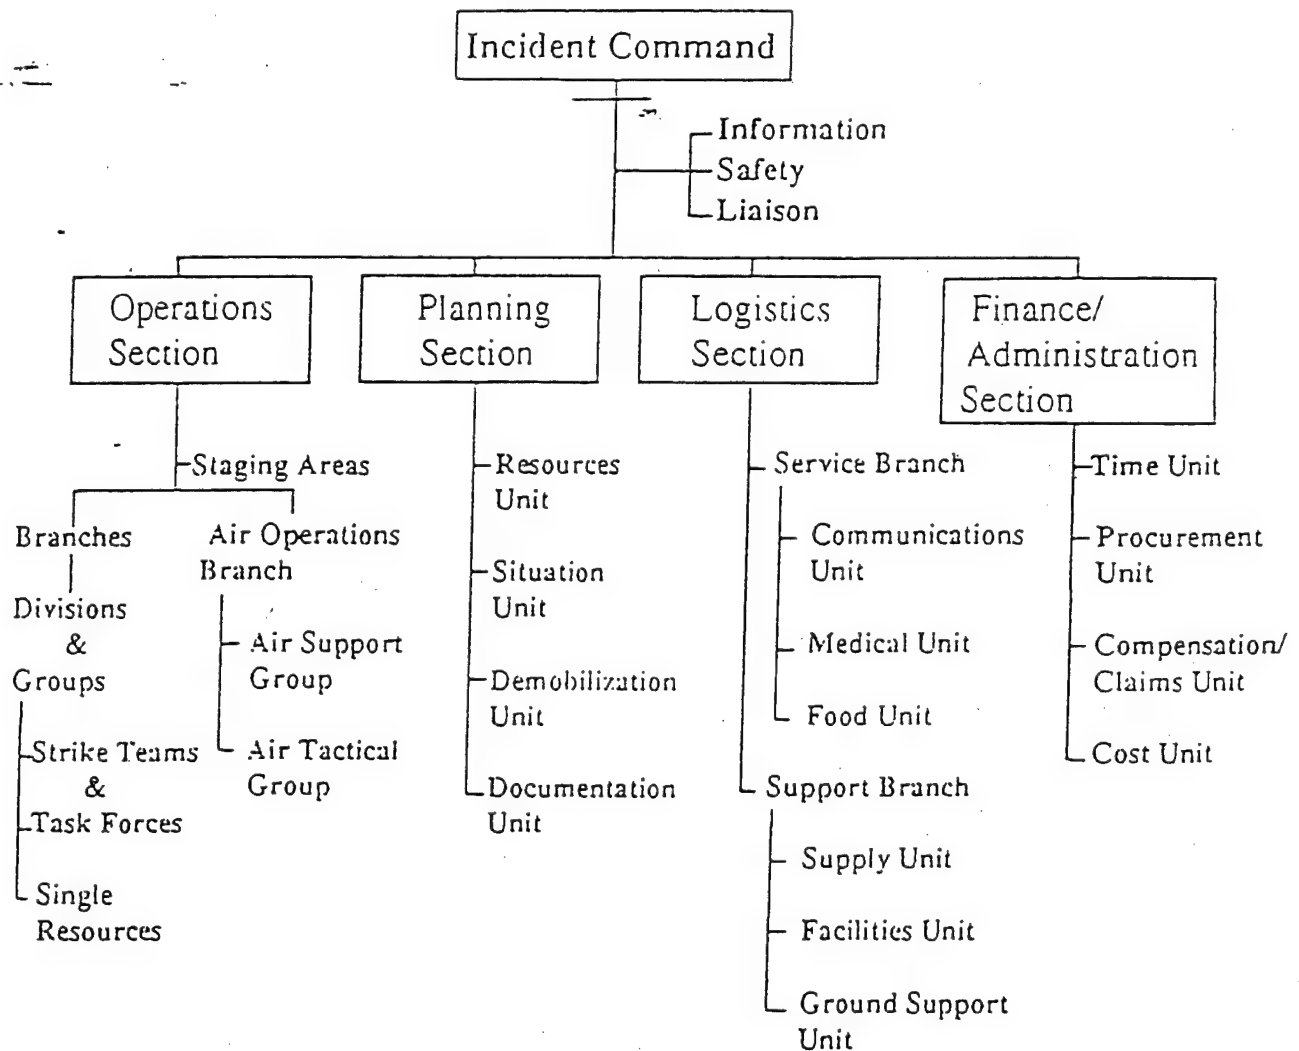 Incident Command
Information
Safety
Liaison
Operations
Section
Planning
Section
Logistics
Section
Finance/
Administration
Section
Staging Areas
Branches
Divisions
&
Groups
Strike Teams
&
Task Forces
Single
Resources
Air Operations
Branch
Air Support
Group
Air Tactical
Group
Resources
Unit
Situation
Unit
Demobilization
Unit
Documentation
Unit
Service Branch
Communications
Unit
Medical Unit
Food Unit
Support Branch
Supply Unit
Facilities Unit
Ground Support
Unit
Time Unit
Procurement
Unit
Compensation/
Claims Unit
Cost Unit